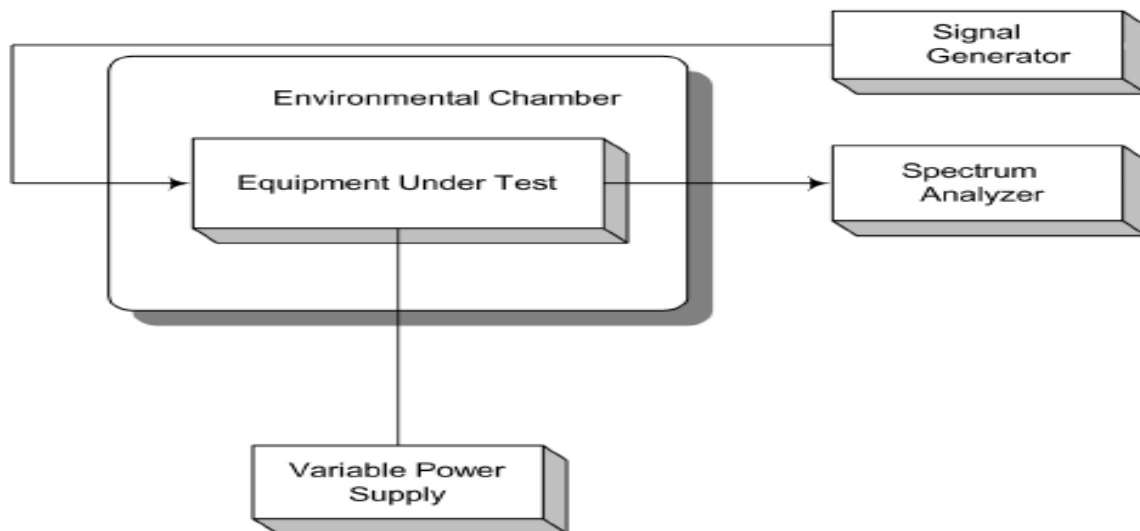 Signal
Generator
Environmental Chamber
Equipment Under Test
Spectrum
Analyzer
Variable Power
Supply